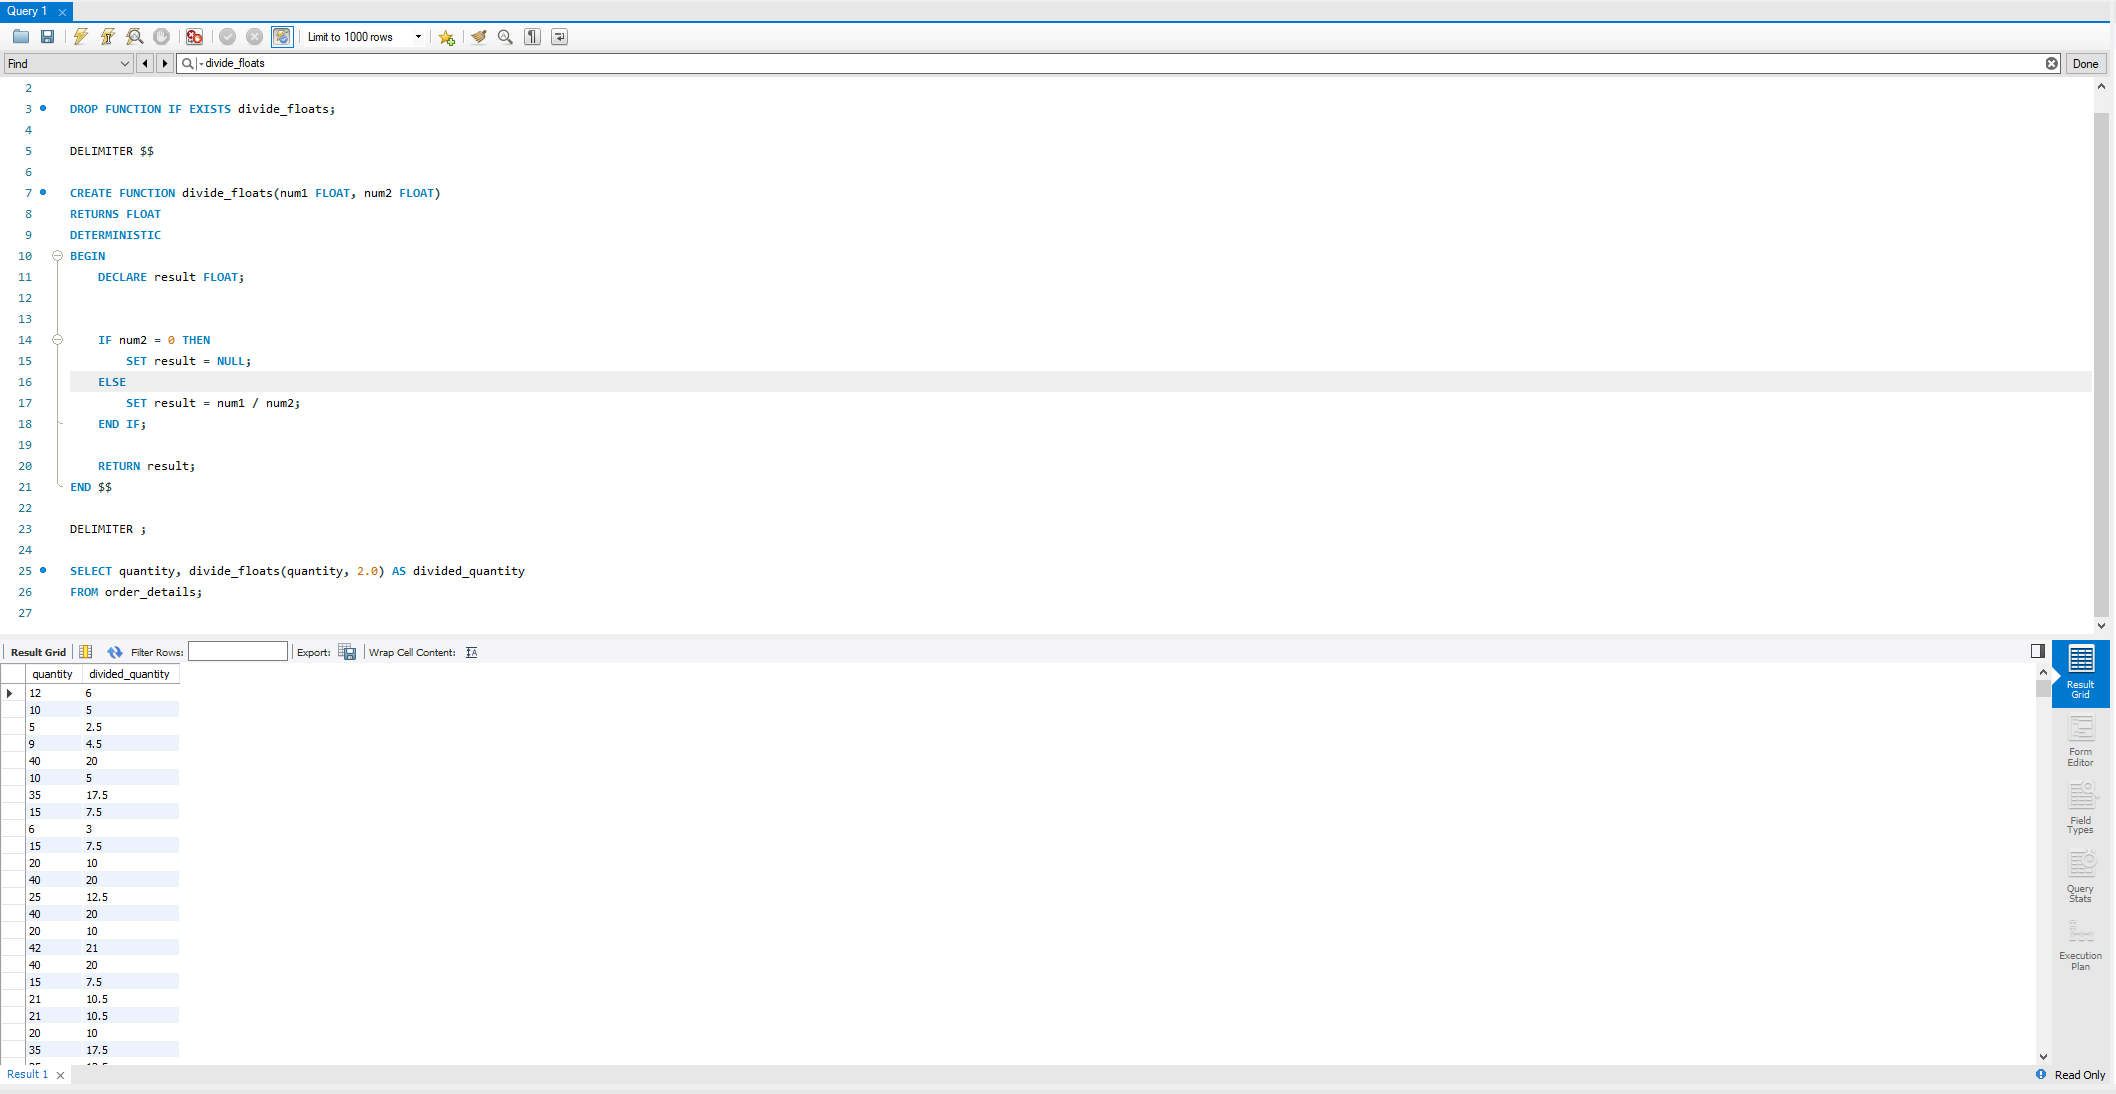 Query 1
Limit to 1000 rows
Find
divide_floats
Done
2
3 DROP FUNCTION IF EXISTS divide_floats;
4
5 DELIMITER $$
6
7 CREATE FUNCTION divide_floats(num1 FLOAT, num2 FLOAT)
8 RETURNS FLOAT
9 DETERMINISTIC
10 BEGIN
11 DECLARE result FLOAT;
12
13
14 IF num2 = 0 THEN
15 SET result = NULL;
16 ELSE
17 SET result = num1 / num2;
18 END IF;
19
20 RETURN result;
21 END $$
22
23 DELIMITER ;
24
25 SELECT quantity, divide_floats(quantity, 2.0) AS divided_quantity
26 FROM order_details;
27
Result Grid Filter Rows: Export: Wrap Cell Content:
quantity divided_quantity
12 6
10 5
5 2.5
9 4.5
40 20
10 5
35 17.5
15 7.5
6 3
15 7.5
20 10
40 20
25 12.5
40 20
20 10
42 21
40 20
15 7.5
21 10.5
21 10.5
20 10
35 17.5
Result
Grid
Form
Editor
Field
Types
Query
Stats
Execution
Plan
Result 1
Read Only